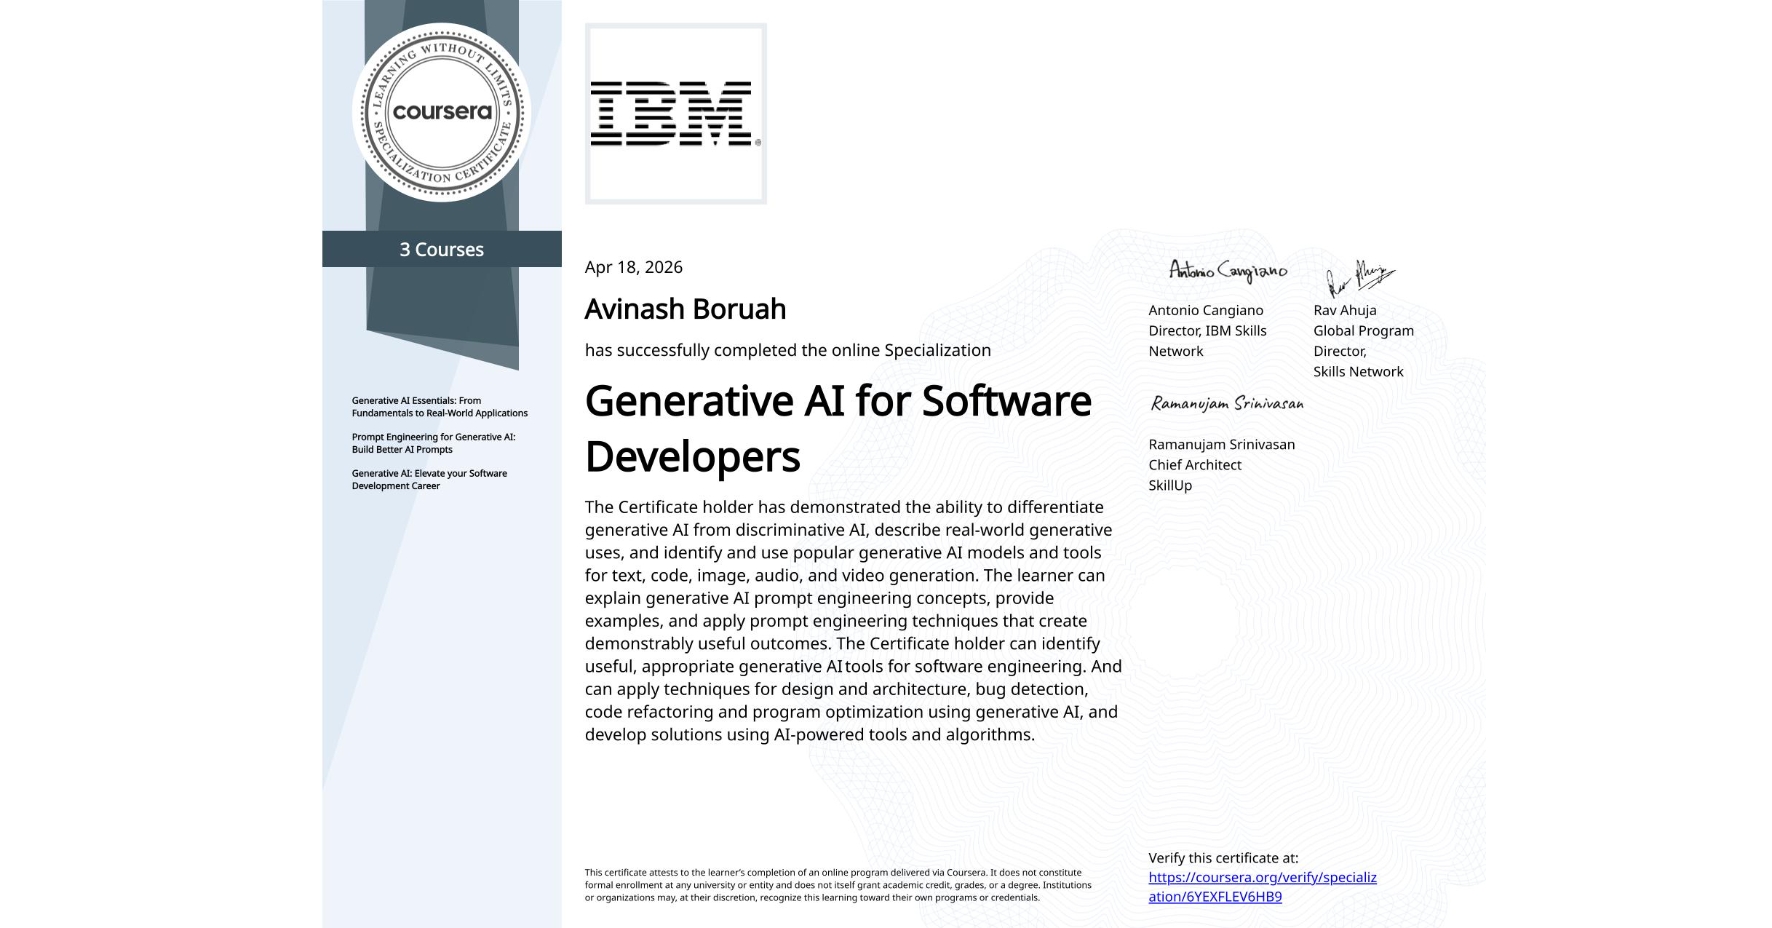 LEARNING WITHOUT LIMITS
coursera
SPECIALIZATION CERTIFICATE
3 Courses
Generative AI Essentials: From
Fundamentals to Real-World Applications
Prompt Engineering for Generative AI:
Build Better AI Prompts
Generative AI: Elevate your Software
Development Career
IBM®
Apr 18, 2026
Avinash Boruah
has successfully completed the online Specialization
Generative AI for Software
Developers
The Certificate holder has demonstrated the ability to differentiate
generative AI from discriminative AI, describe real-world generative
uses, and identify and use popular generative AI models and tools
for text, code, image, audio, and video generation. The learner can
explain generative AI prompt engineering concepts, provide
examples, and apply prompt engineering techniques that create
demonstrably useful outcomes. The Certificate holder can identify
useful, appropriate generative AI tools for software engineering. And
can apply techniques for design and architecture, bug detection,
code refactoring and program optimization using generative AI, and
develop solutions using AI-powered tools and algorithms.
This certificate attests to the learner's completion of an online program delivered via Coursera. It does not constitute
formal enrollment at any university or entity and does not itself grant academic credit, grades, or a degree. Institutions
or organizations may, at their discretion, recognize this learning toward their own programs or credentials.
Antonio Cangiano
Antonio Cangiano
Director, IBM Skills
Network
Rav Ahuja
Rav Ahuja
Global Program
Director,
Skills Network
Ramanujam Srinivasan
Ramanujam Srinivasan
Chief Architect
SkillUp
Verify this certificate at:
https://coursera.org/verify/specializ
ation/6YEXFLEV6HB9